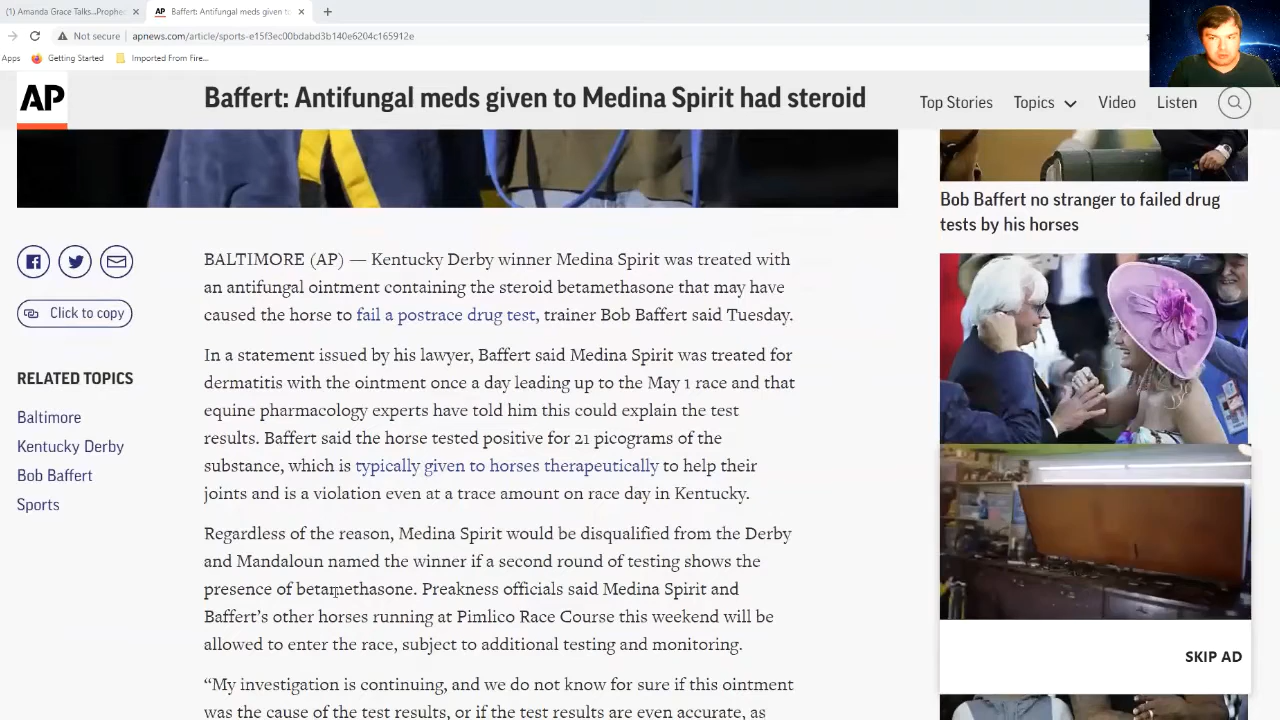 (1) Amanda Grace Talks..Prophe
AP Baffert: Antifungal meds given to
Not secure apnews.com/article/sports-e15f3ec00bdabd3b140e6204c165912e
Apps Getting Started Imported From Fire...
AP
Baffert: Antifungal meds given to Medina Spirit had steroid
Top Stories Topics Video Listen
Bob Baffert no stranger to failed drug
tests by his horses
Click to copy
RELATED TOPICS
Baltimore
Kentucky Derby
Bob Baffert
Sports
BALTIMORE (AP) — Kentucky Derby winner Medina Spirit was treated with
an antifungal ointment containing the steroid betamethasone that may have
caused the horse to fail a postrace drug test, trainer Bob Baffert said Tuesday.
In a statement issued by his lawyer, Baffert said Medina Spirit was treated for
dermatitis with the ointment once a day leading up to the May 1 race and that
equine pharmacology experts have told him this could explain the test
results. Baffert said the horse tested positive for 21 picograms of the
substance, which is typically given to horses therapeutically to help their
joints and is a violation even at a trace amount on race day in Kentucky.
Regardless of the reason, Medina Spirit would be disqualified from the Derby
and Mandaloun named the winner if a second round of testing shows the
presence of betamethasone. Preakness officials said Medina Spirit and
Baffert's other horses running at Pimlico Race Course this weekend will be
allowed to enter the race, subject to additional testing and monitoring.
“My investigation is continuing, and we do not know for sure if this ointment
was the cause of the test results, or if the test results are even accurate, as
SKIP AD